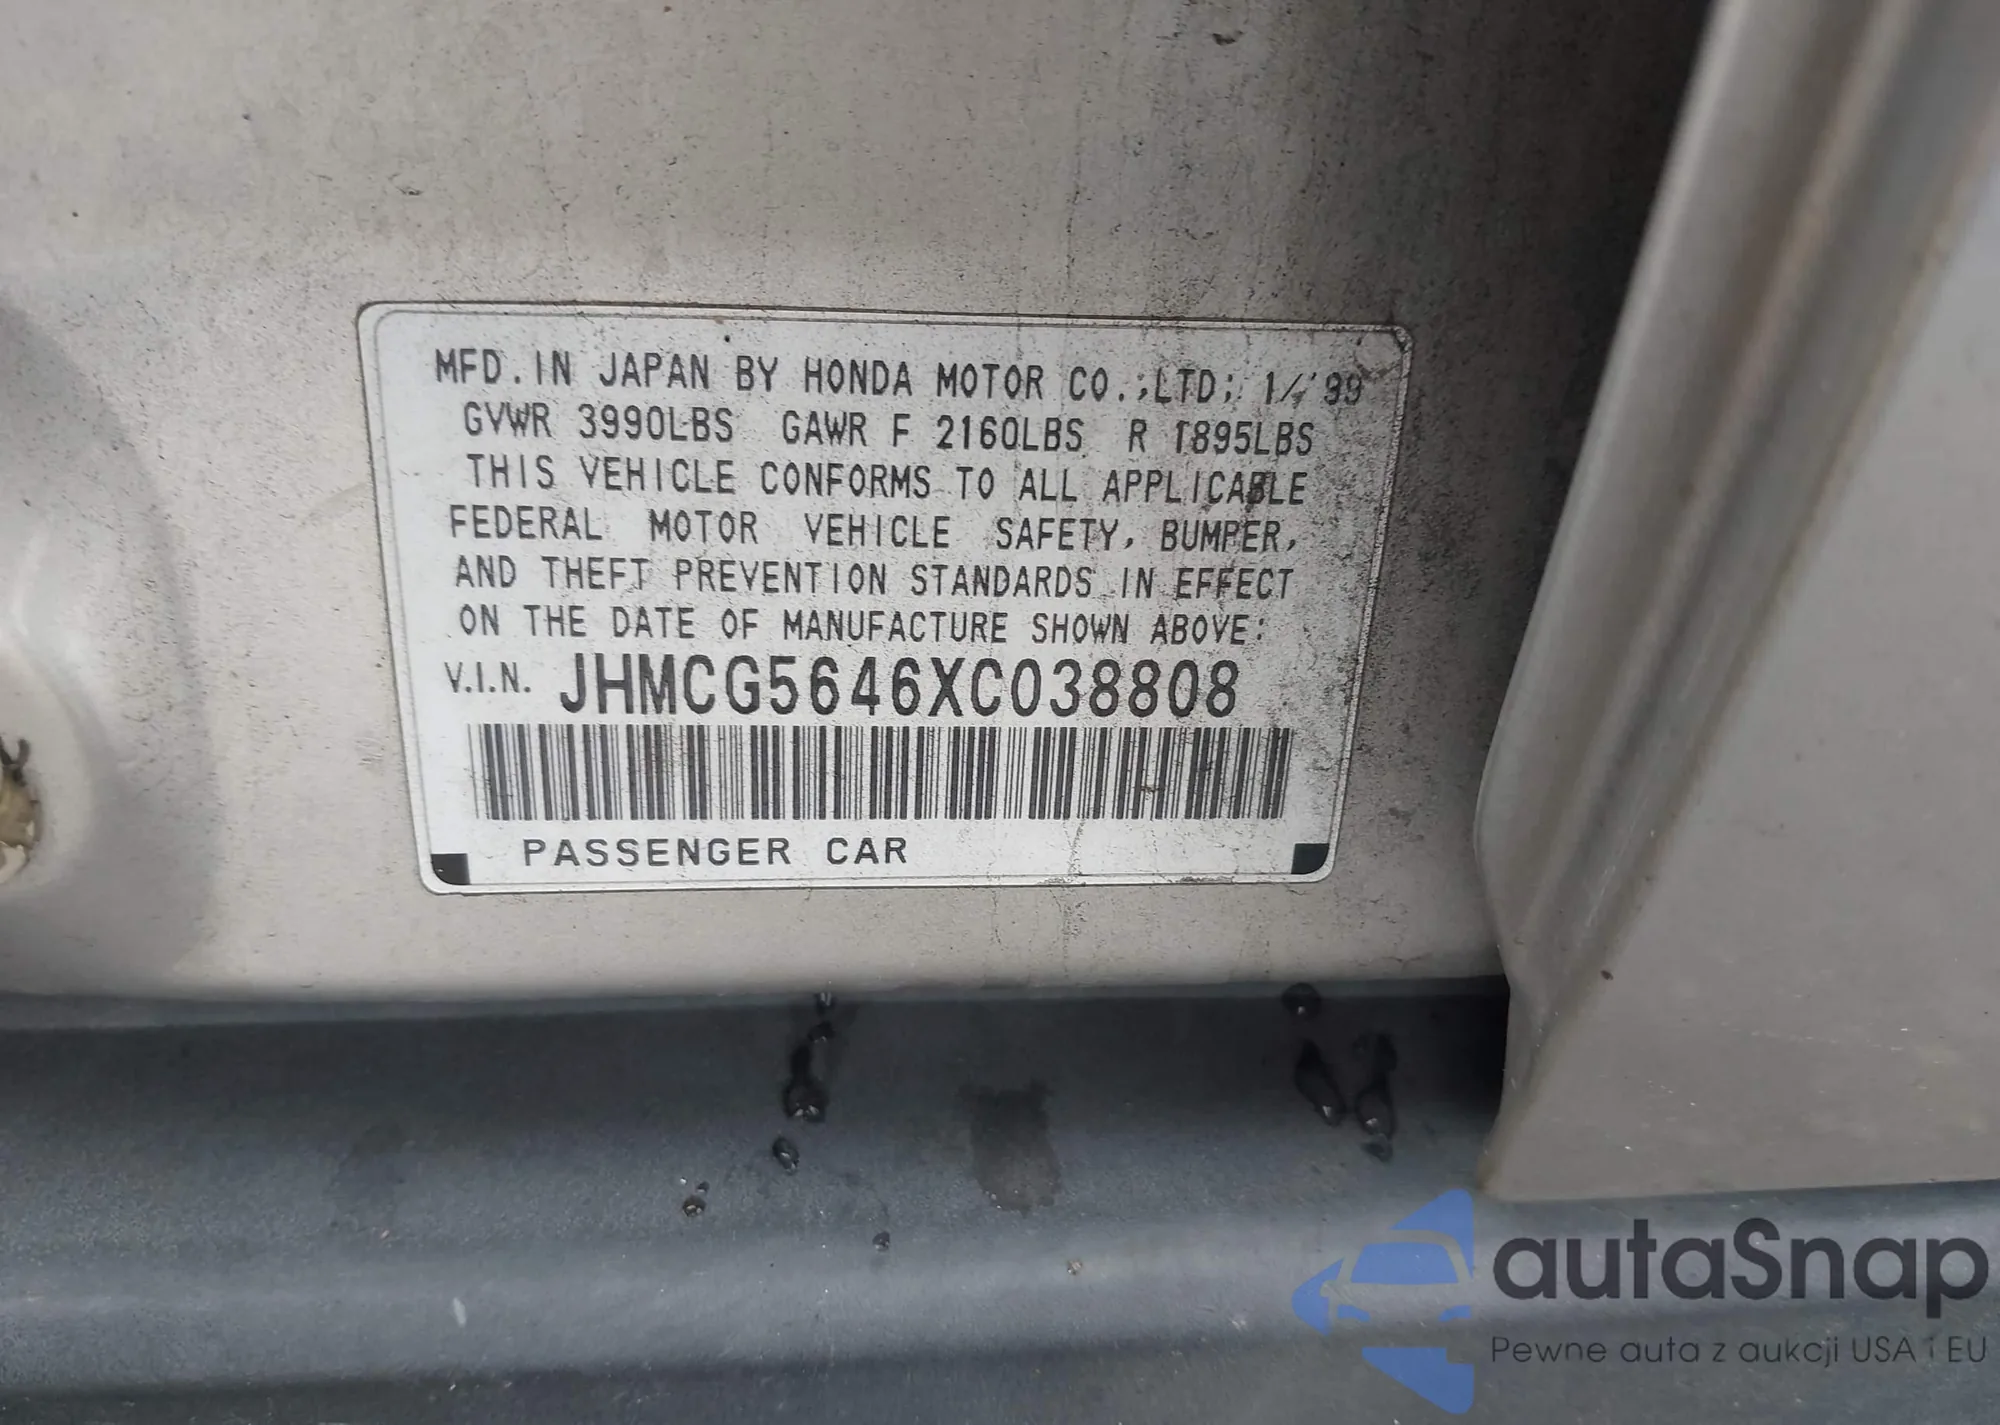 MFD.IN JAPAN BY HONDA MOTOR CO.,LTD; 1/'99
GVWR 3990LBS GAWR F 2160LBS R 1895LBS
THIS VEHICLE CONFORMS TO ALL APPLICABLE
FEDERAL MOTOR VEHICLE SAFETY, BUMPER,
AND THEFT PREVENTION STANDARDS IN EFFECT
ON THE DATE OF MANUFACTURE SHOWN ABOVE:
V.I.N. JHMCG5646XC038808
PASSENGER CAR
autaSnap
Pewne auta z aukcji USA i EU